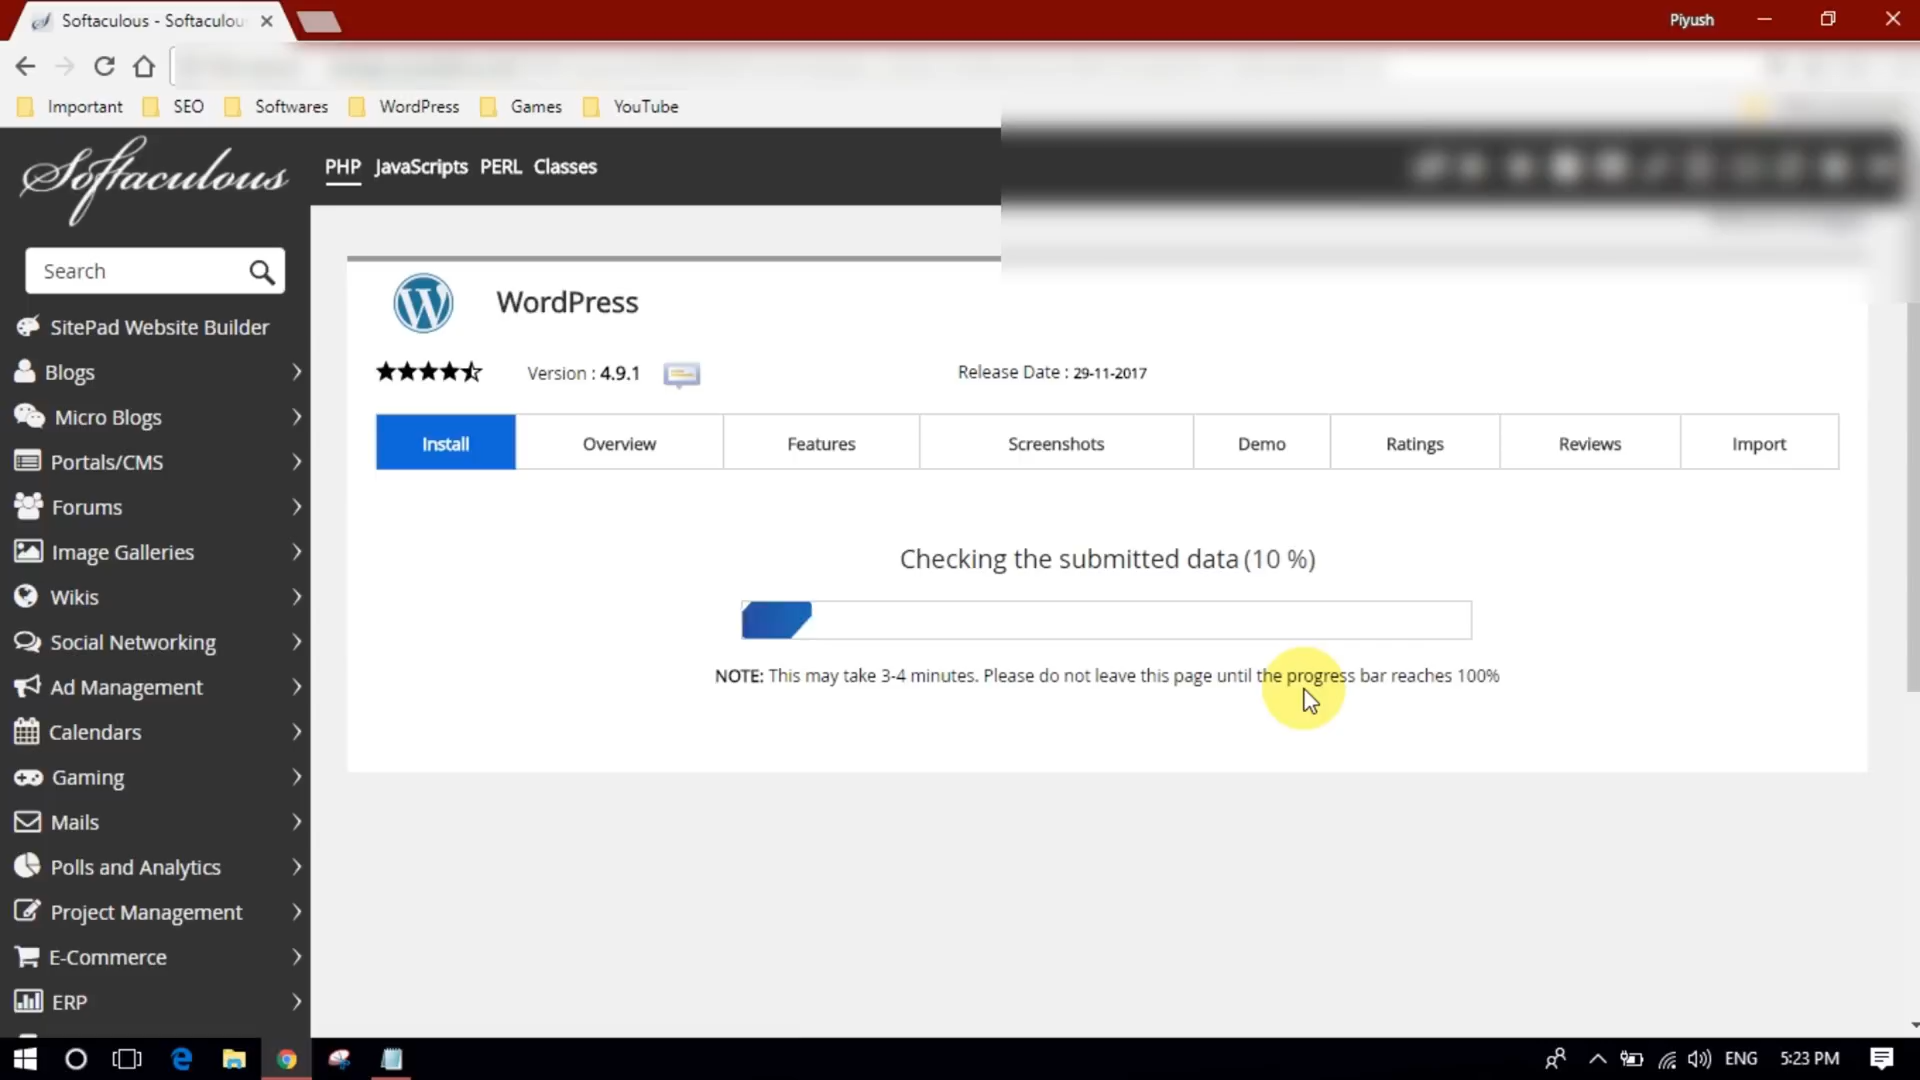 Softaculous - Softaculou
Piyush
Important SEO Softwares WordPress Games YouTube
Softaculous
PHP JavaScripts PERL Classes
Search
SitePad Website Builder
Blogs
Micro Blogs
Portals/CMS
Forums
Image Galleries
Wikis
Social Networking
Ad Management
Calendars
Gaming
Mails
Polls and Analytics
Project Management
E-Commerce
ERP
WordPress
Version : 4.9.1
Release Date : 29-11-2017
Install Overview Features Screenshots Demo Ratings Reviews Import
Checking the submitted data (10 %)
NOTE: This may take 3-4 minutes. Please do not leave this page until the progress bar reaches 100%
ENG 5:23 PM